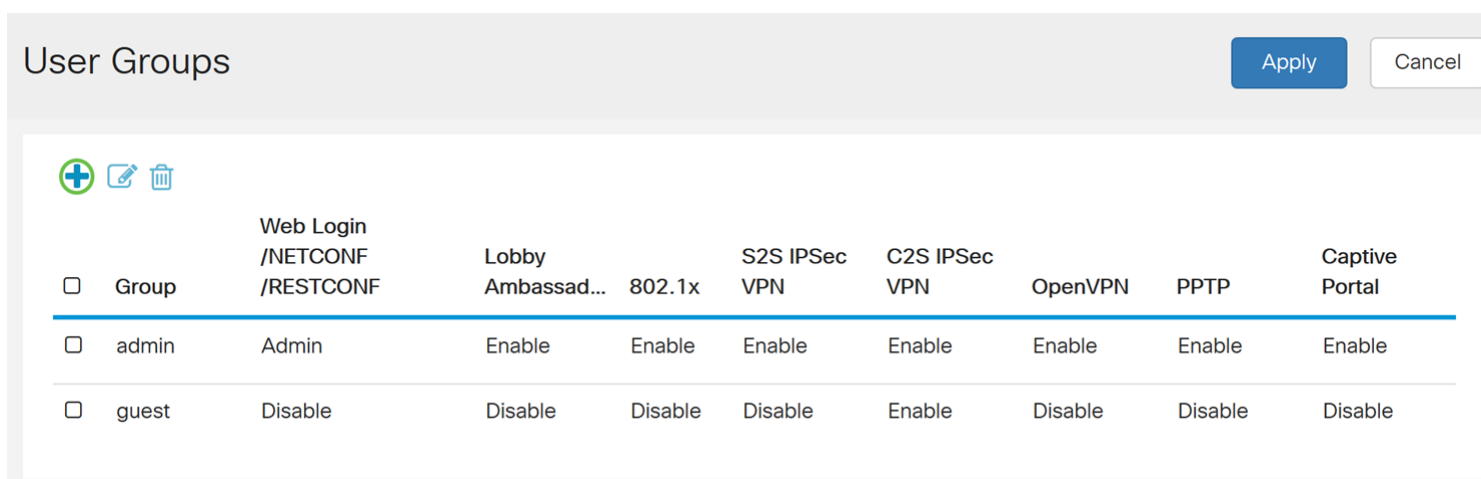 User Groups
Apply
Cancel
Web Login
/NETCONF Lobby S2S IPSec C2S IPSec Captive
Group /RESTCONF Ambassad... 802.1x VPN VPN OpenVPN PPTP Portal
admin Admin Enable Enable Enable Enable Enable Enable Enable
guest Disable Disable Disable Disable Enable Disable Disable Disable